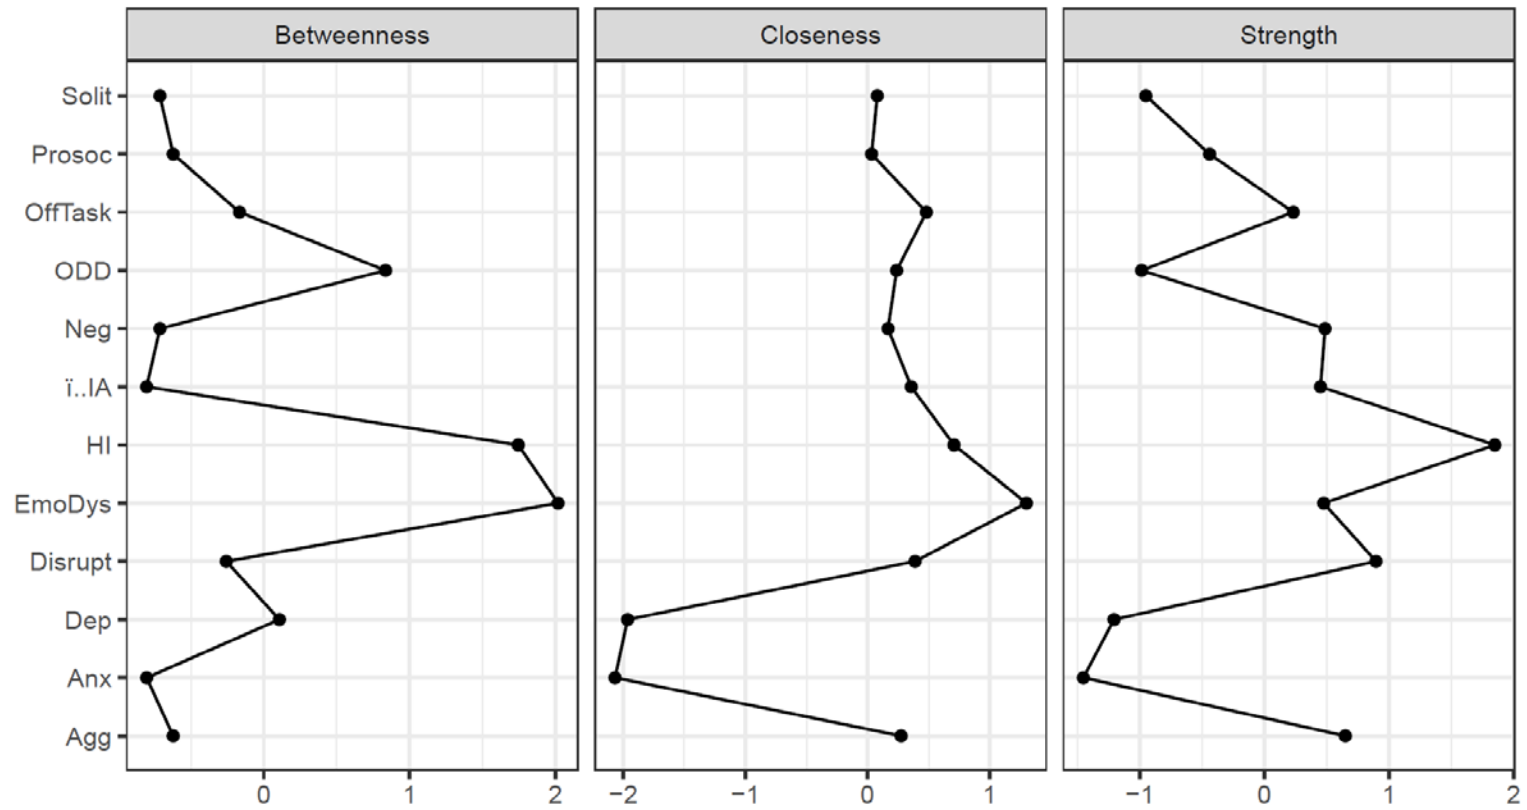 Betweenness Closeness Strength
Solit
Prosoc
OffTask
ODD
Neg
ï..IA
HI
EmoDys
Disrupt
Dep
Anx
Agg
0 1 2 −2 −1 0 1 −1 0 1 2